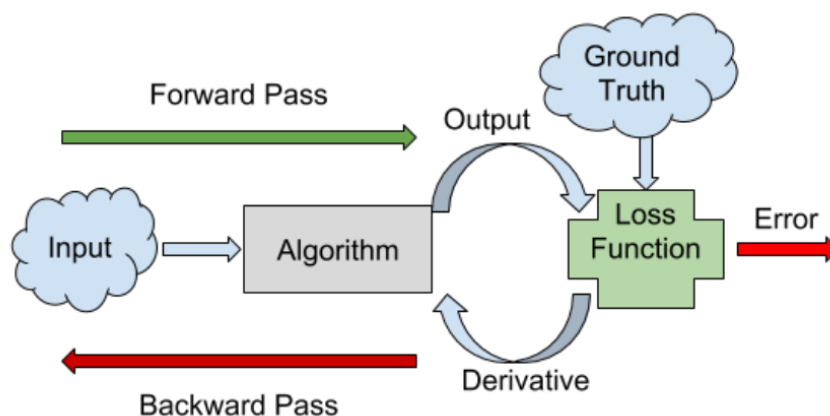 Ground
Truth
Forward Pass
Output
Input
Algorithm
Loss
Function
Error
Derivative
Backward Pass